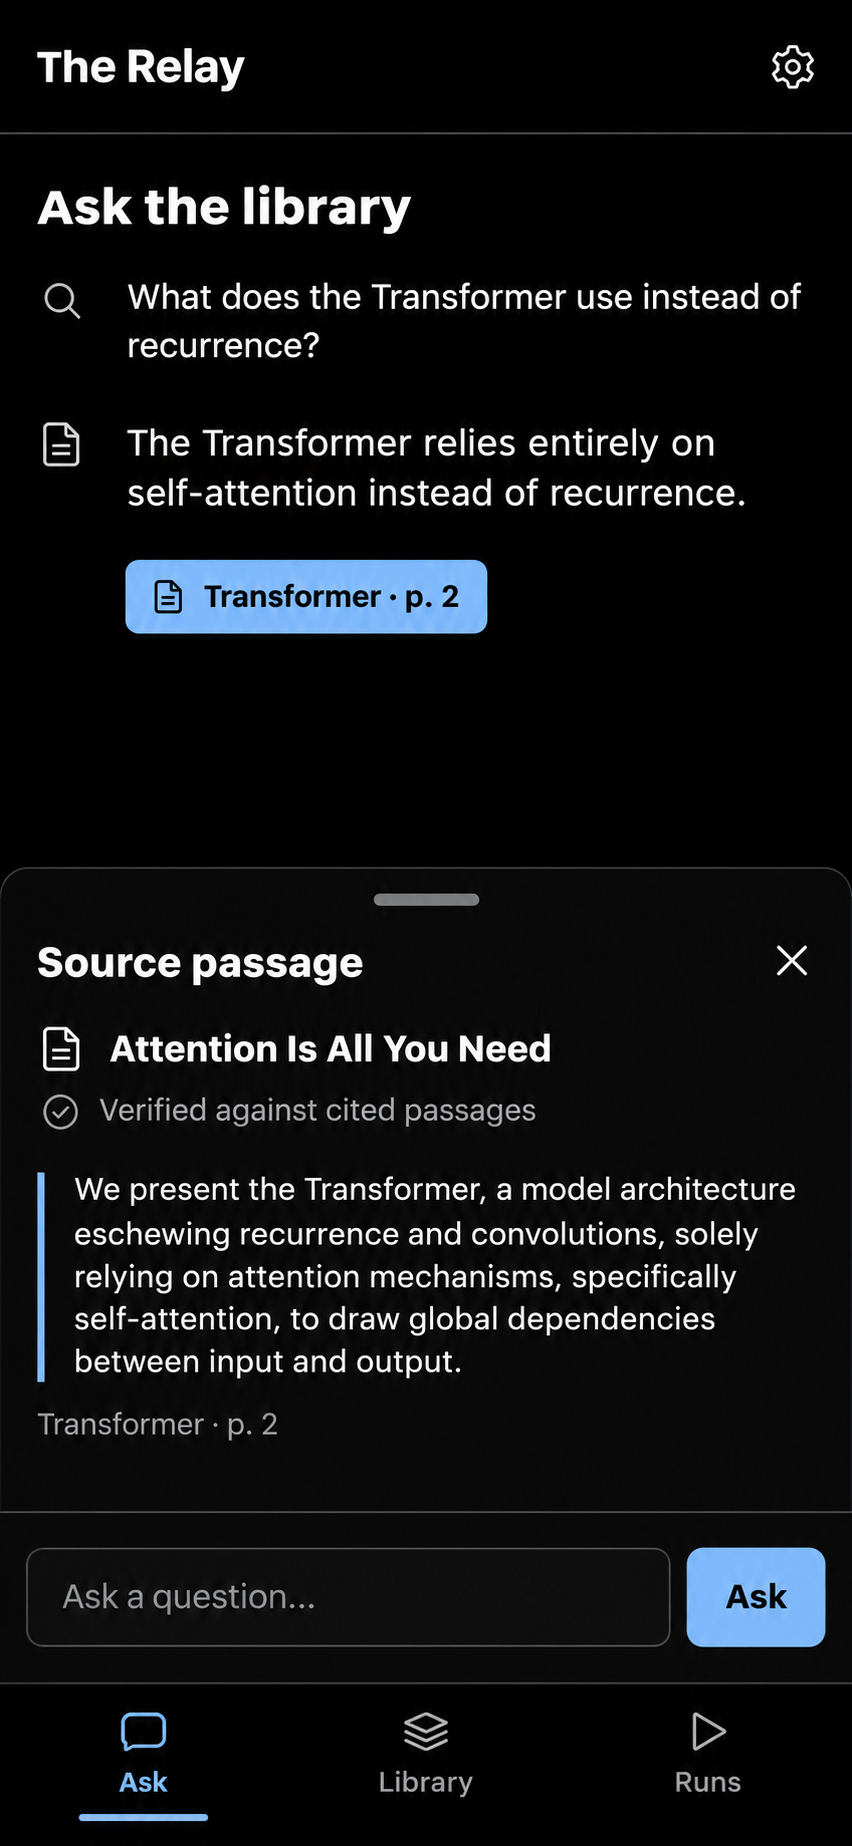 The Relay
Ask the library
What does the Transformer use instead of
recurrence?
The Transformer relies entirely on
self-attention instead of recurrence.
Transformer · p. 2
Source passage
Attention Is All You Need
Verified against cited passages
We present the Transformer, a model architecture
eschewing recurrence and convolutions, solely
relying on attention mechanisms, specifically
self-attention, to draw global dependencies
between input and output.
Transformer · p. 2
Ask a question...
Ask
Ask
Library
Runs